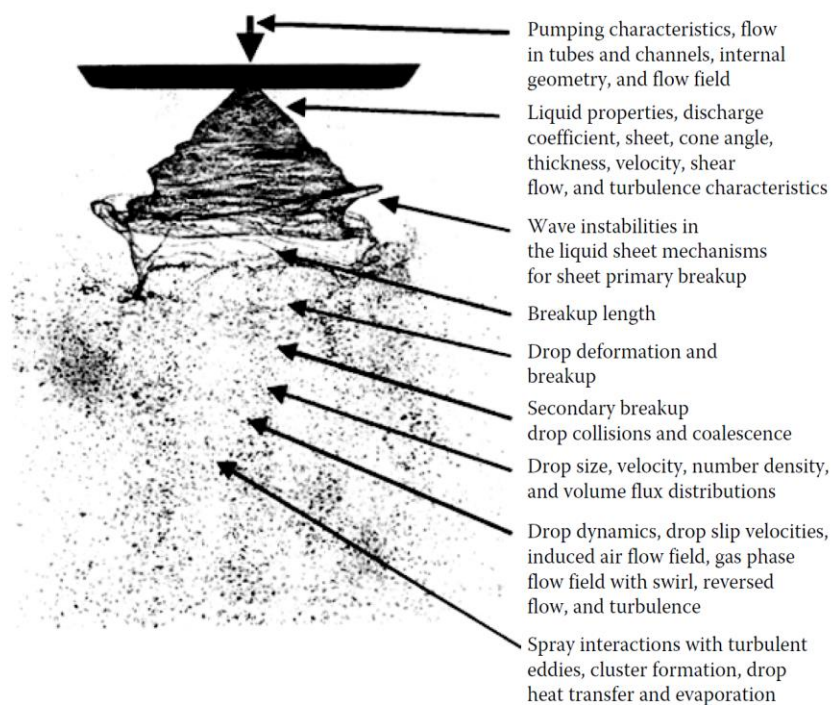 Pumping characteristics, flow
in tubes and channels, internal
geometry, and flow field
Liquid properties, discharge
coefficient, sheet, cone angle,
thickness, velocity, shear
flow, and turbulence characteristics
Wave instabilities in
the liquid sheet mechanisms
for sheet primary breakup
Breakup length
Drop deformation and
breakup
Secondary breakup
drop collisions and coalescence
Drop size, velocity, number density,
and volume flux distributions
Drop dynamics, drop slip velocities,
induced air flow field, gas phase
flow field with swirl, reversed
flow, and turbulence
Spray interactions with turbulent
eddies, cluster formation, drop
heat transfer and evaporation